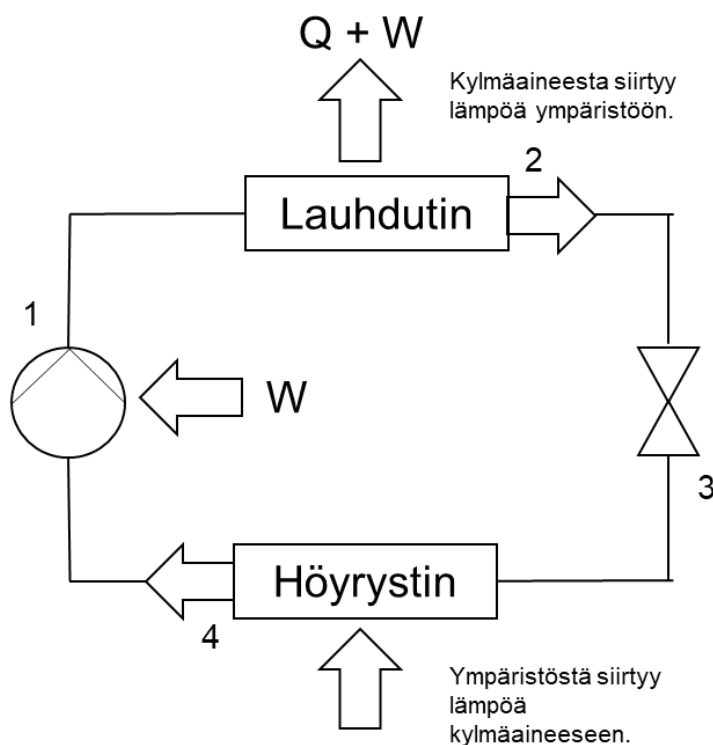 Q + W
Kylmäaineesta siirtyy
lämpöä ympäristöön.
2
Lauhdutin
1
W
3
Höyrystin
4
Ympäristöstä siirtyy
lämpöä
kylmäaineeseen.